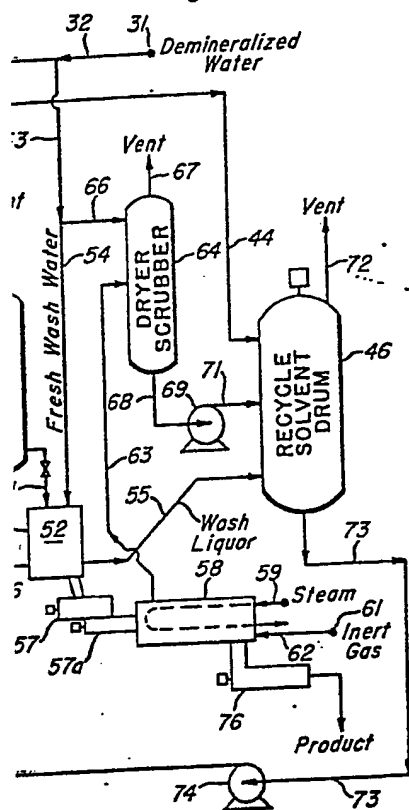 31
32
Demineralized
Water
Vent
67
66
64
54
44
Vent
72
DRYER
SCRUBBER
46
RECYCLE
SOLVENT
DRUM
Fresh Wash Water
68
69
71
63
55
Wash
Liquor
52
73
58
59
Steam
57
61
Inert
Gas
57a
62
76
Product
74
73